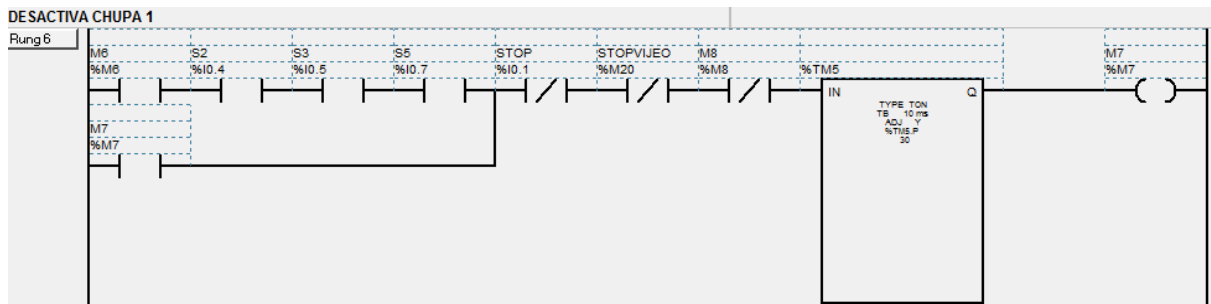 DESACTIVA CHUPA 1
Rung 6
M6 S2 S3 S5 STOP STOPVIJEO M8 M7
%M6 %I0.4 %I0.5 %I0.7 %I0.1 %M20 %M8 %TM5 %M7
IN Q
TYPE TON
TB 10 ms
ADJ Y
%TM5.P
30
M7
%M7